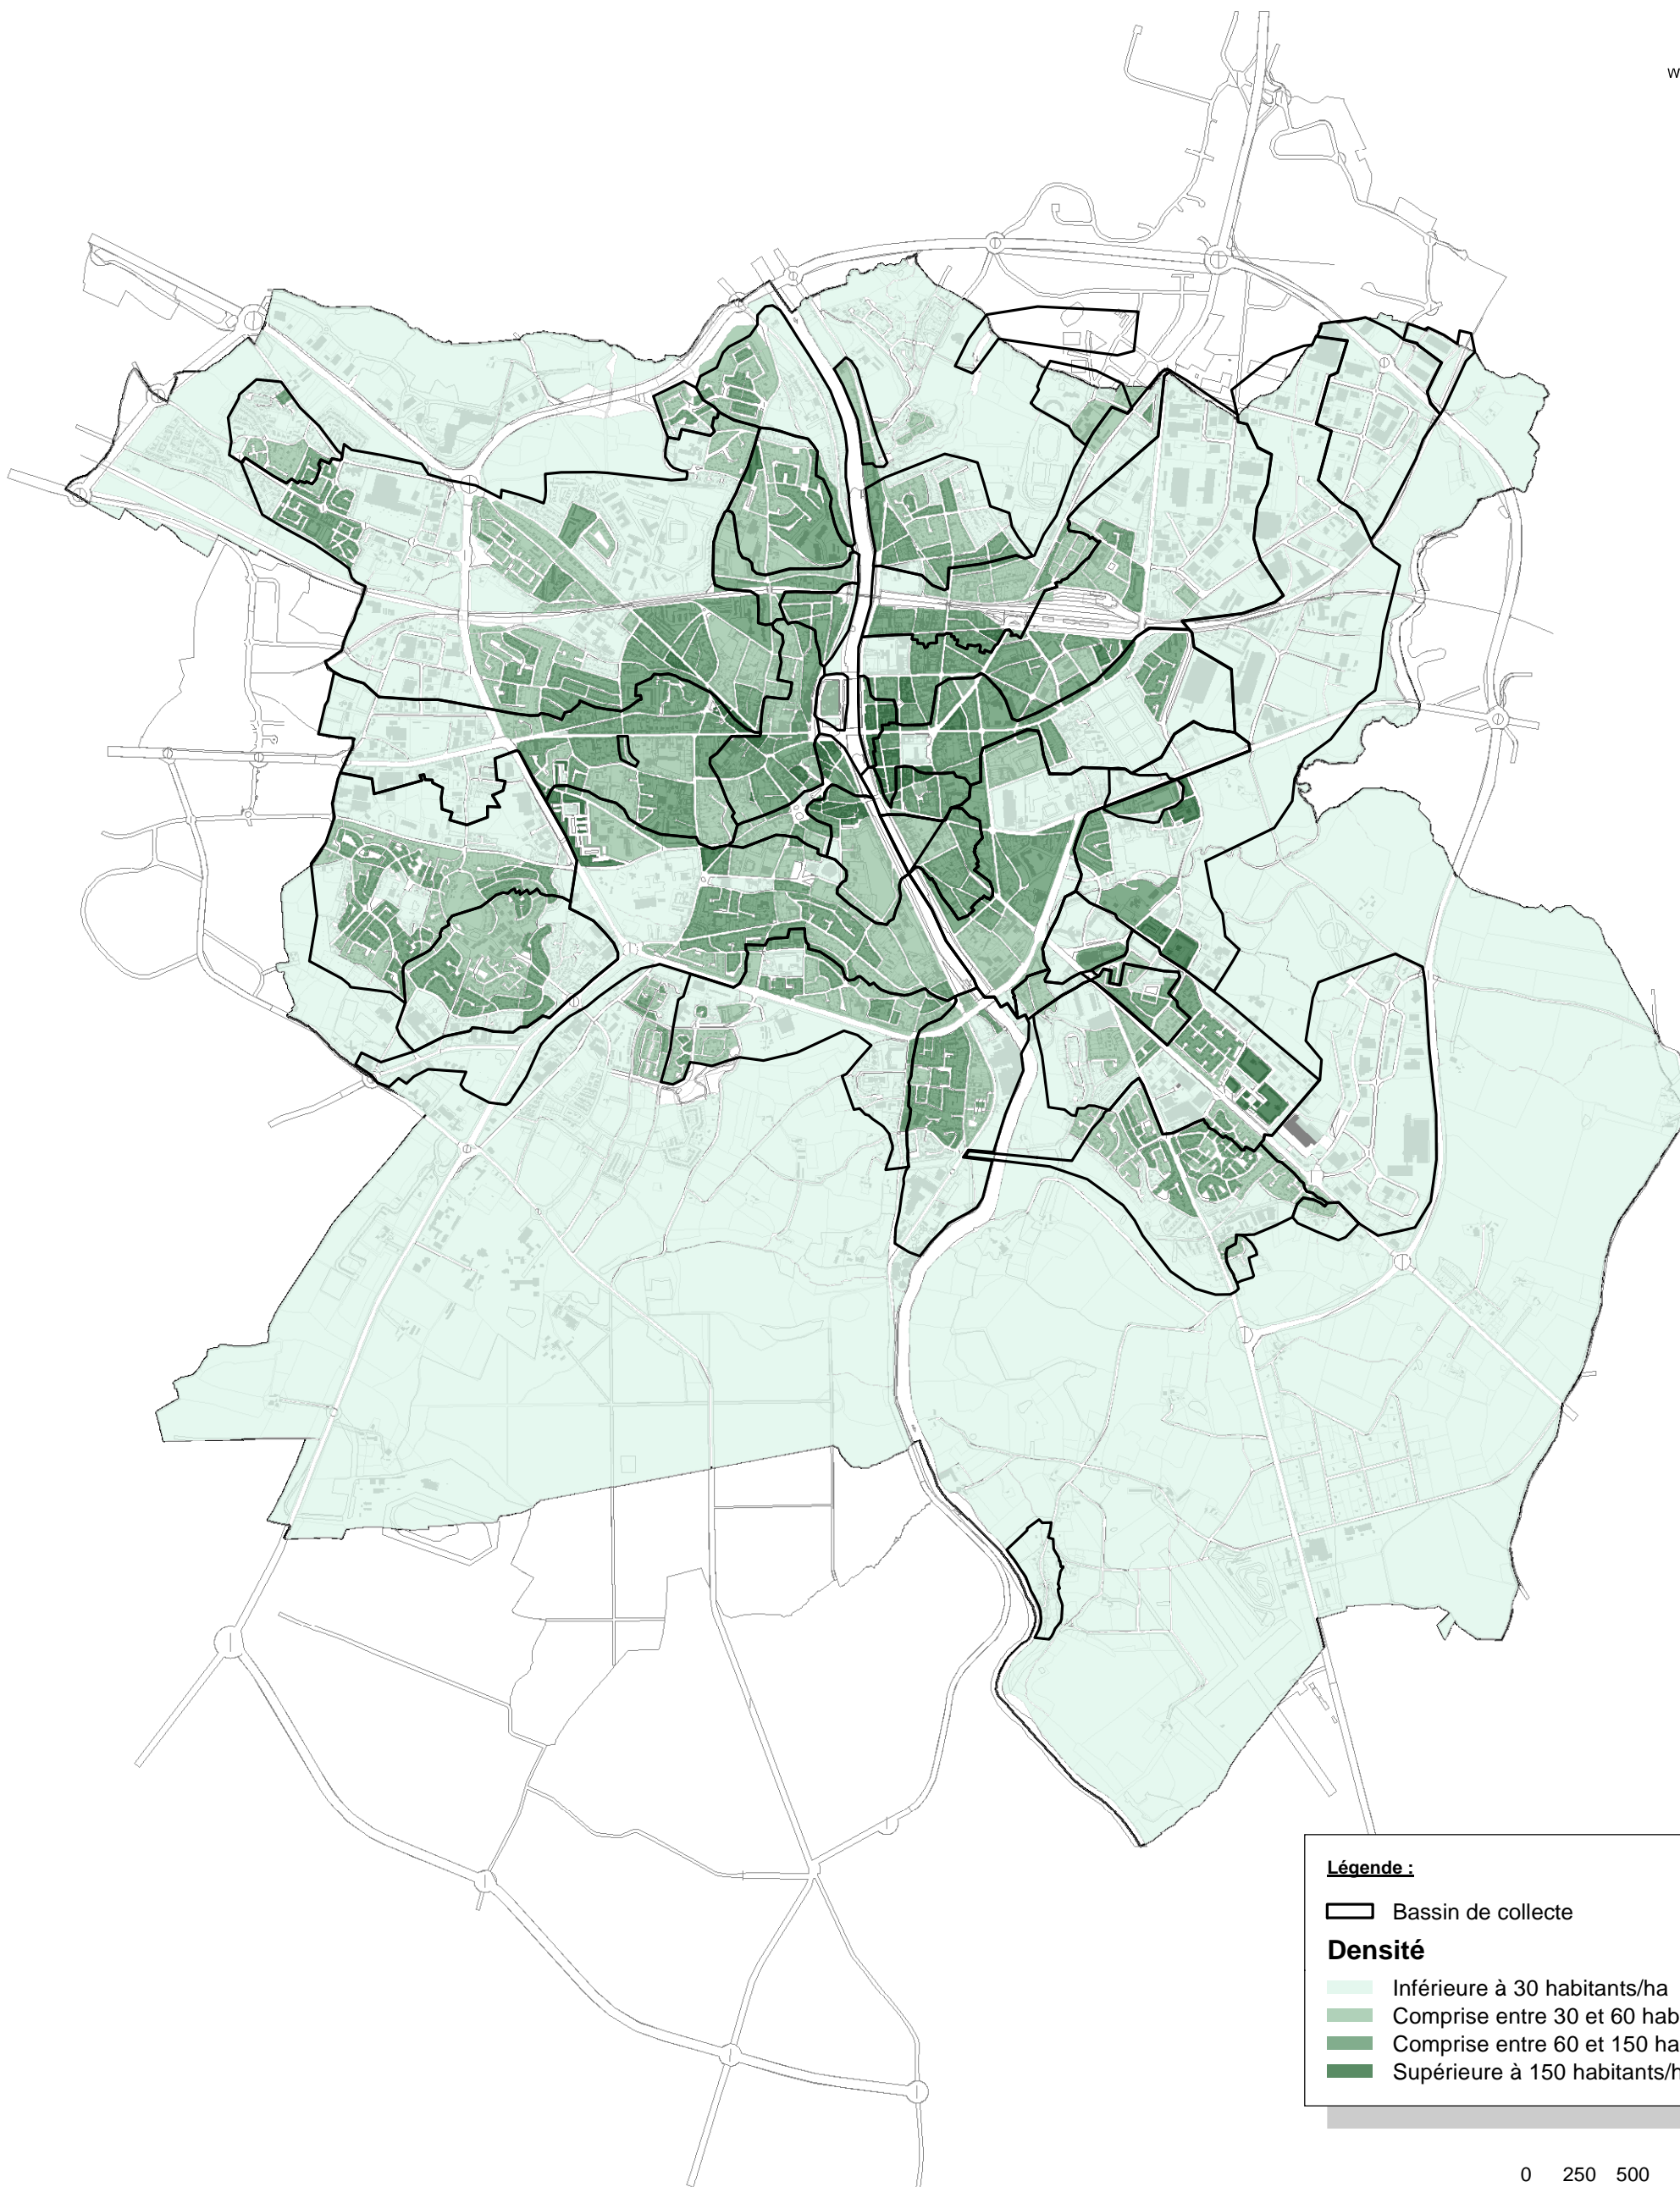 W
Légende :
Bassin de collecte
Densité
Inférieure à 30 habitants/ha
Comprise entre 30 et 60 hab
Comprise entre 60 et 150 ha
Supérieure à 150 habitants/h
0 250 500